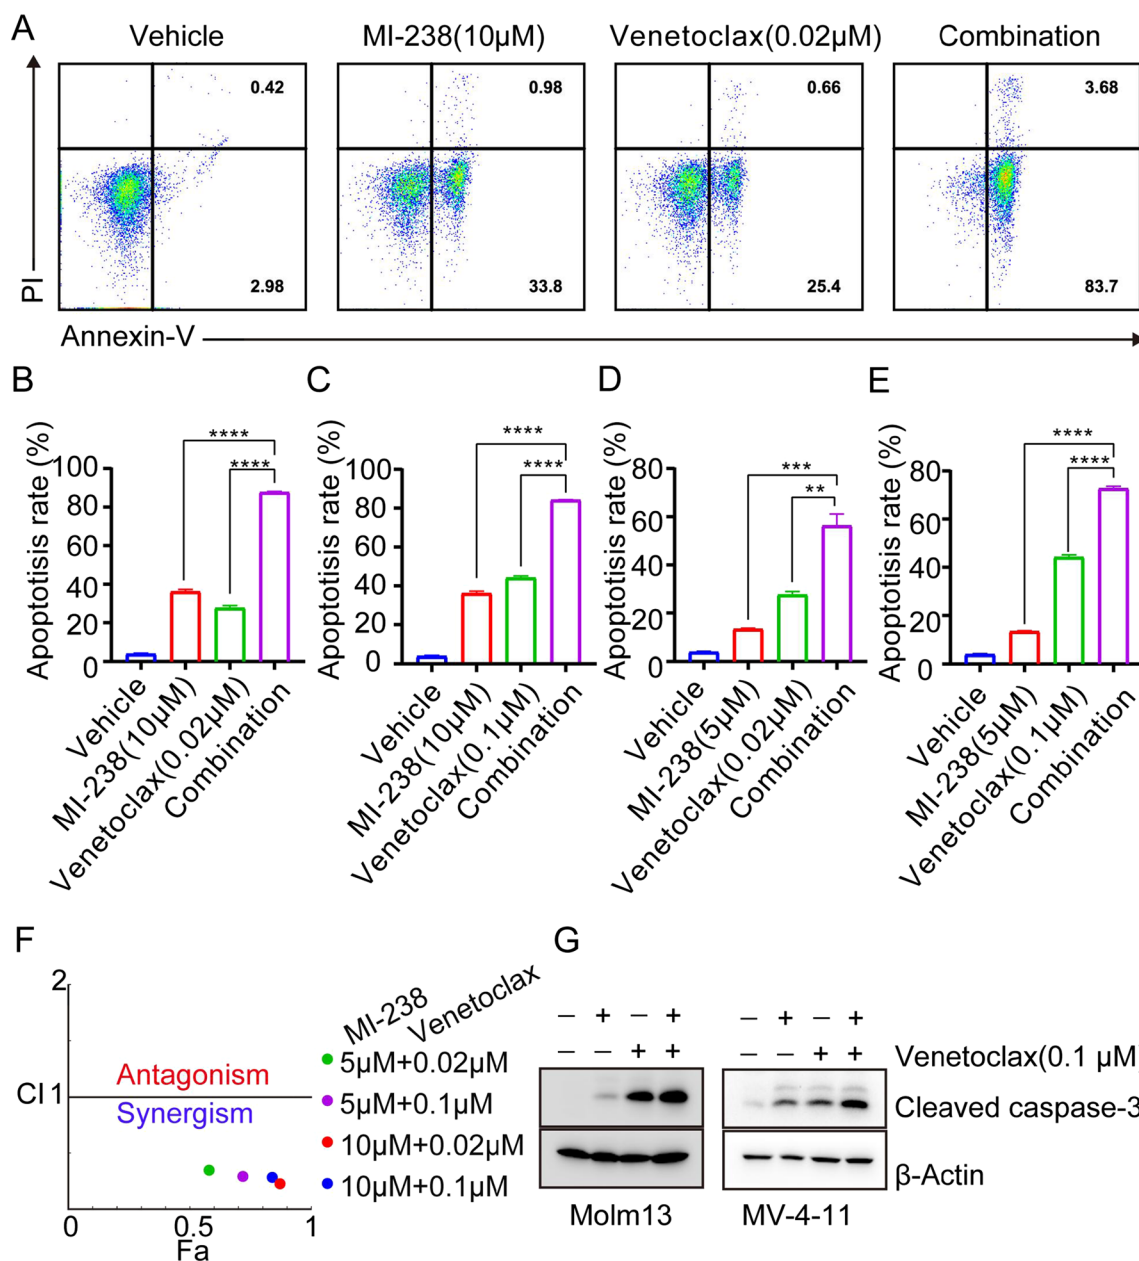 A
Vehicle
MI-238(10μM)
Venetoclax(0.02μM)
Combination
PI
0.42
2.98
0.98
33.8
0.66
25.4
3.68
83.7
Annexin-V
B
Apoptotisis rate (%)
100
80
60
40
20
0
****
****
Vehicle
MI-238(10μM)
Venetoclax(0.02μM)
Combination
C
Apoptotisis rate (%)
100
80
60
40
20
0
****
****
Vehicle
MI-238(10μM)
Venetoclax(0.1μM)
Combination
D
Apoptotisis rate (%)
80
60
40
20
0
***
**
Vehicle
MI-238(5μM)
Venetoclax(0.02μM)
Combination
E
Apoptotisis rate (%)
80
60
40
20
0
****
****
Vehicle
MI-238(5μM)
Venetoclax(0.1μM)
Combination
F
2
CI 1
Antagonism
Synergism
0 0.5 1
Fa
MI-238
Venetoclax
5μM+0.02μM
5μM+0.1μM
10μM+0.02μM
10μM+0.1μM
G
– + – + – + – +
– – + + – – + + Venetoclax(0.1 μM)
Cleaved caspase-3
β-Actin
Molm13
MV-4-11